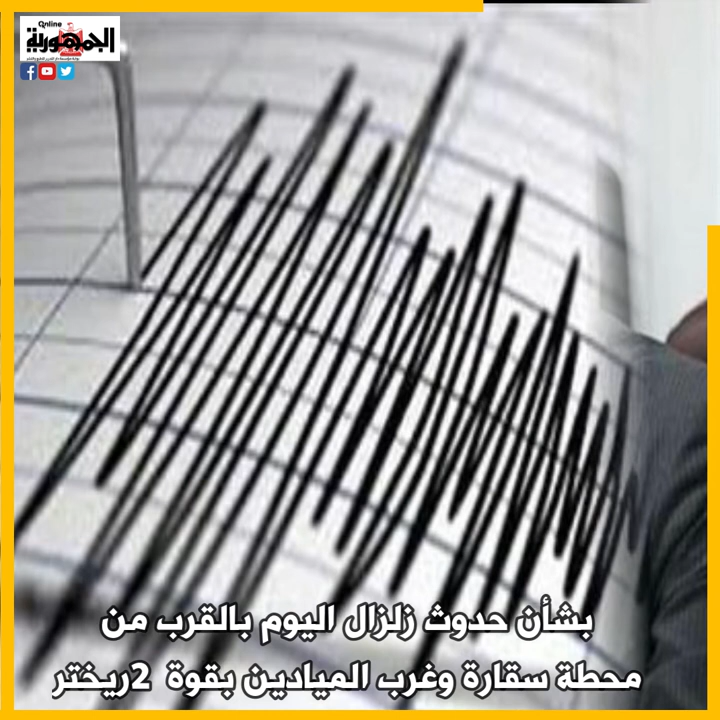 Online
الجمهورية
بشأن حدوث زلزال اليوم بالقرب من
محطة سقارة وغرب الميادين بقوة 2ريختر